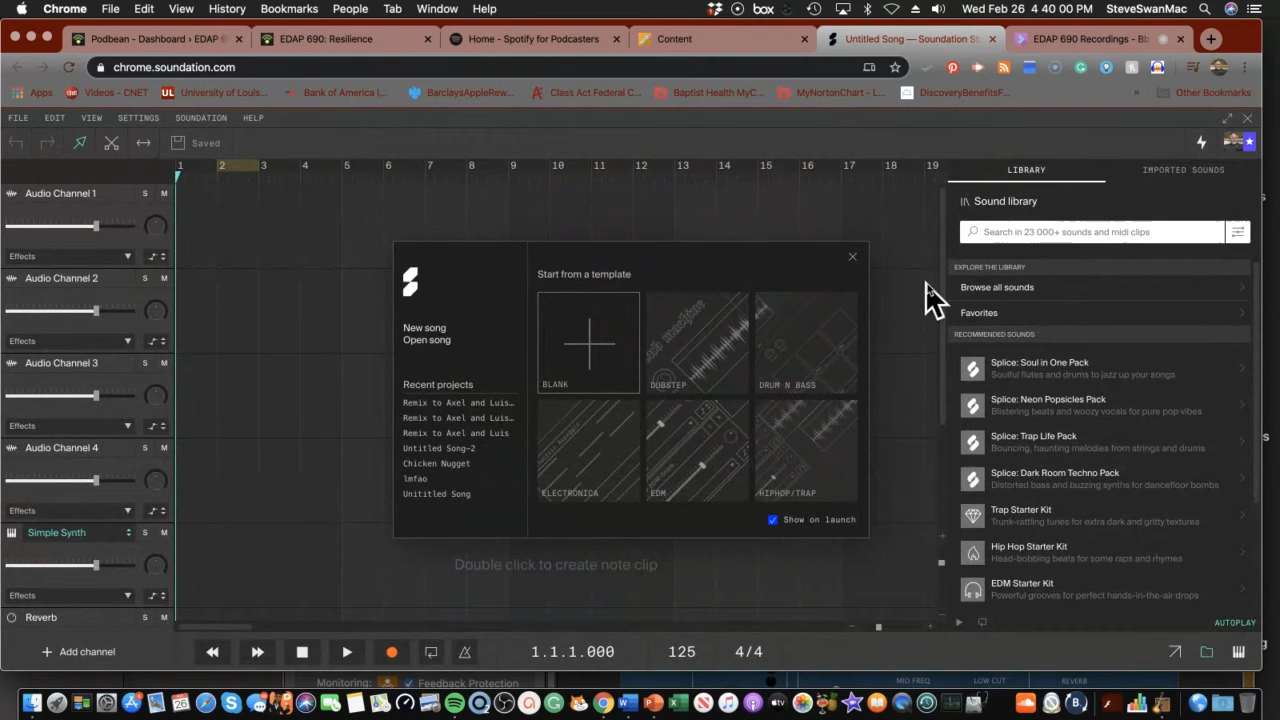 Chrome File Edit View History Bookmarks People Tab Window Help box Wed Feb 26 4:40:00 PM SteveSwanMac
Podbean - Dashboard › EDAP 6 EDAP 690: Resilience Home - Spotify for Podcasters Content Untitled Song — Soundation St EDAP 690 Recordings - 8b
chrome.soundation.com
Apps Videos - CNET University of Louis... Bank of America |... BarclaysAppleRew... Class Act Federal C... Baptist Health MyC... MyNortonChart - L... DiscoveryBenefitsF... » Other Bookmarks
FILE EDIT VIEW SETTINGS SOUNDATION HELP
Saved
1 2 3 4 5 6 7 8 9 10 11 12 13 14 15 16 17 18 19
LIBRARY IMPORTED SOUNDS
Audio Channel 1 S M
Effects
Audio Channel 2 S M
Effects
Audio Channel 3 S M
Effects
Audio Channel 4 S M
Effects
Simple Synth S M
Effects
Reverb S M
+ Add channel
Start from a template
New song
Open song
Recent projects
Remix to Axel and Luis…
Remix to Axel and Luis…
Remix to Axel and Luis
Untitled Song-2
Chicken Nugget
lmfao
Unititled Song
BLANK DUBSTEP DRUM N BASS
ELECTRONICA EDM HIPHOP/TRAP
Show on launch
Double click to create note clip
Sound library
Search in 23 000+ sounds and midi clips
EXPLORE THE LIBRARY
Browse all sounds
Favorites
RECOMMENDED SOUNDS
Splice: Soul in One Pack
Soulful flutes and drums to jazz up your songs
Splice: Neon Popsicles Pack
Blistering beats and woozy vocals for pure pop vibes
Splice: Trap Life Pack
Bouncing, haunting melodies from strings and drums
Splice: Dark Room Techno Pack
Distorted bass and buzzing synths for dancefloor bombs
Trap Starter Kit
Trunk-rattling tunes for extra dark and gritty textures
Hip Hop Starter Kit
Head-bobbing beats for some raps and rhymes
EDM Starter Kit
Powerful grooves for perfect hands-in-the-air drops
AUTOPLAY
1.1.1.000 125 4/4
Monitoring: Feedback Protection MID FREQ LOW CUT REVERB